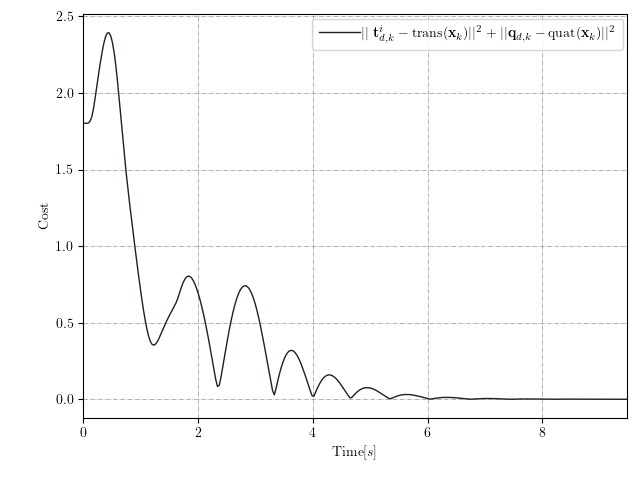 || t^i_{d,k} − trans(x_k)||^2 + ||q_{d,k} − quat(x_k)||^2
2.5
2.0
1.5
1.0
0.5
0.0
Cost
0 2 4 6 8
Time[s]